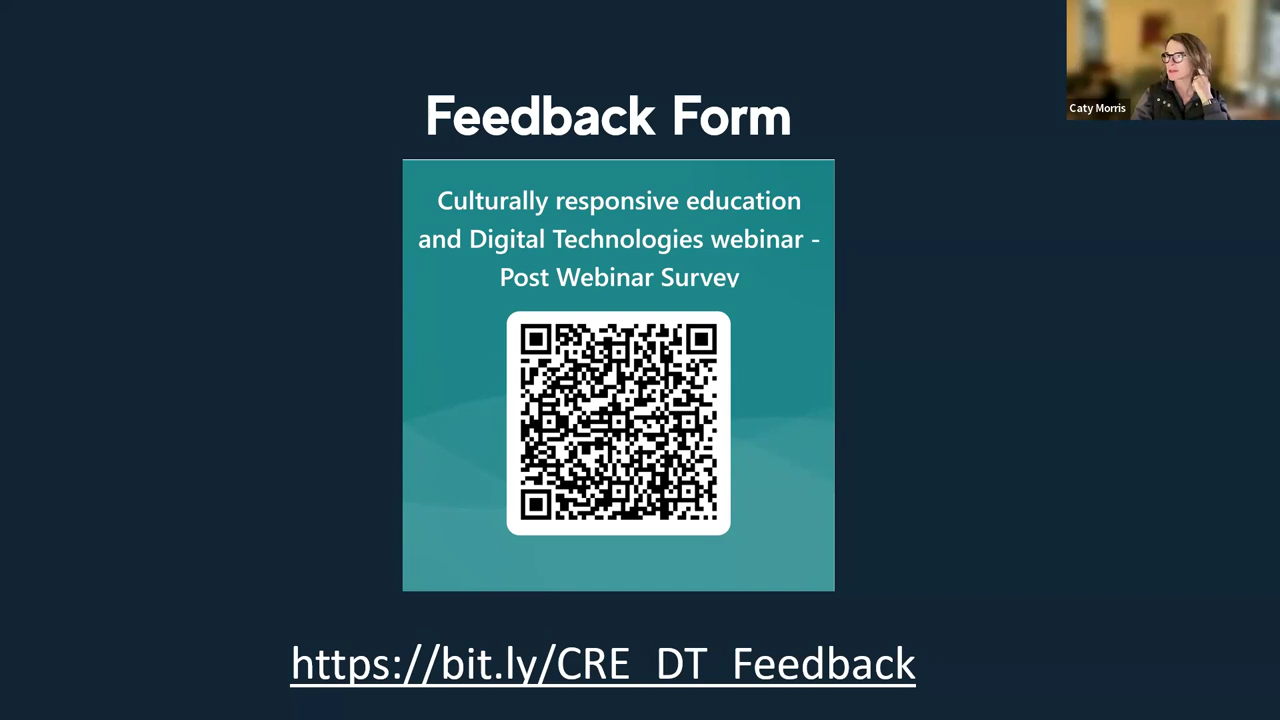 Feedback Form
Culturally responsive education
and Digital Technologies webinar -
Post Webinar Survey
https://bit.ly/CRE_DT_Feedback
Caty Morris